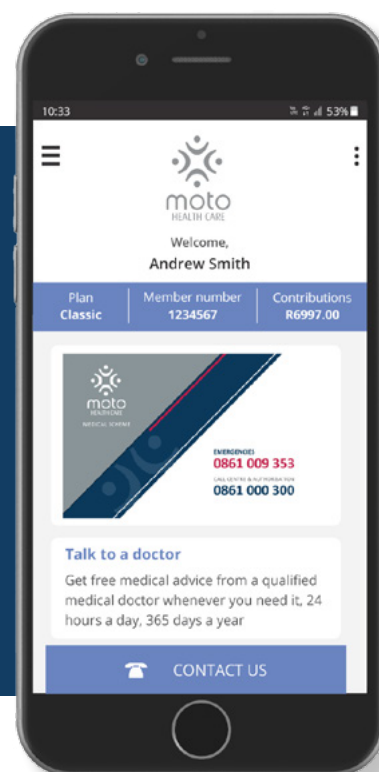 10:33
53%
moto
HEALTH CARE
Welcome,
Andrew Smith
Plan Member number Contributions
Classic 1234567 R6997.00
moto
HEALTH CARE
MEDICAL SCHEME
EMERGENCIES
0861 009 353
CALL CENTRE & AUTHORISATION
0861 000 300
Talk to a doctor
Get free medical advice from a qualified
medical doctor whenever you need it, 24
hours a day, 365 days a year
CONTACT US